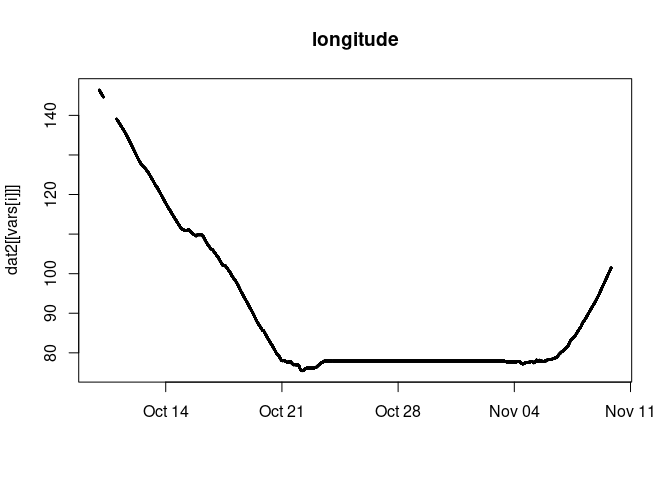 longitude
dat2[[vars[i]]]
140
120
100
90
80
Oct 14
Oct 21
Oct 28
Nov 04
Nov 11